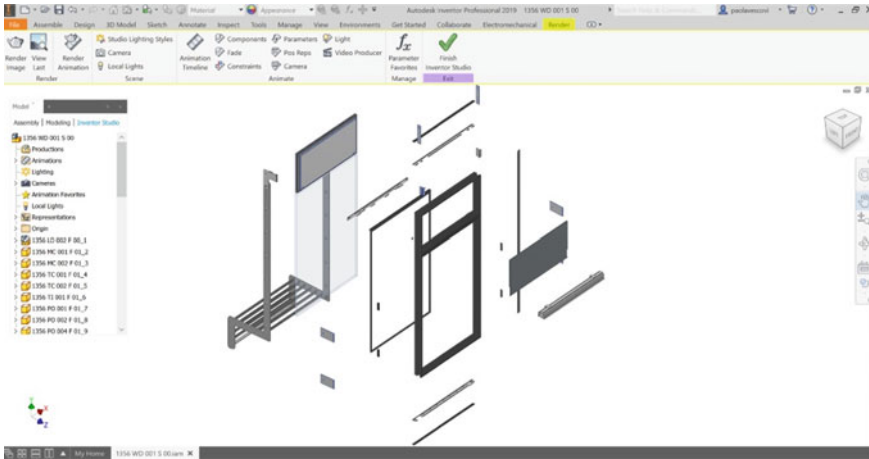 Material
Appearance
Autodesk Inventor Professional 2019 1356 WD 001 S 00
Search Help & Commands...
paolavescovi
File Assemble Design 3D Model Sketch Annotate Inspect Tools Manage View Environments Get Started Collaborate Electromechanical Render
Render Image
View Last
Render Animation
Render
Studio Lighting Styles
Camera
Local Lights
Scene
Animation Timeline
Components
Fade
Constraints
Parameters
Pos Reps
Camera
Light
Video Producer
Animate
Parameter Favorites
Manage
Finish Inventor Studio
Exit
Model
Assembly | Modeling | Inventor Studio
1356 WD 001 S 00
Productions
Animations
Lighting
Cameras
Animation Favorites
Local Lights
Representations
Origin
1356 LD 002 F 00_1
1356 MC 001 F 01_2
1356 MC 002 F 01_3
1356 TC 001 F 01_4
1356 TC 002 F 01_5
1356 TI 001 F 01_6
1356 PO 001 F 01_7
1356 PO 002 F 01_8
1356 PO 004 F 01_9
Y
X
Z
My Home
1356 WD 001 S 00.iam